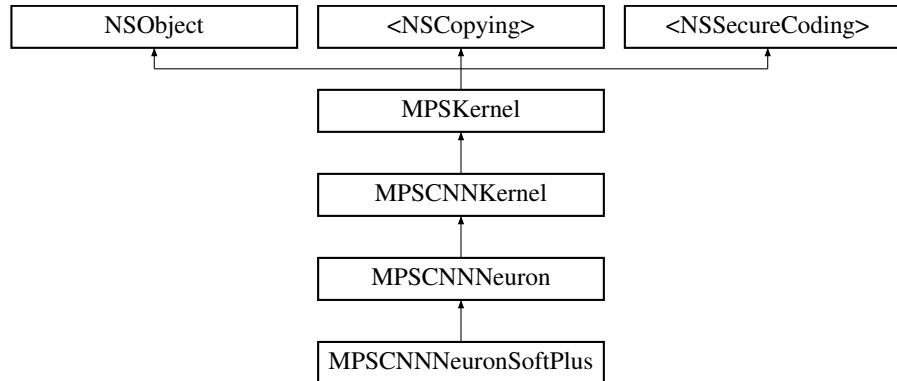 NSObject
<NSCopying>
<NSSecureCoding>
MPSKernel
MPSCNNKernel
MPSCNNNeuron
MPSCNNNeuronSoftPlus